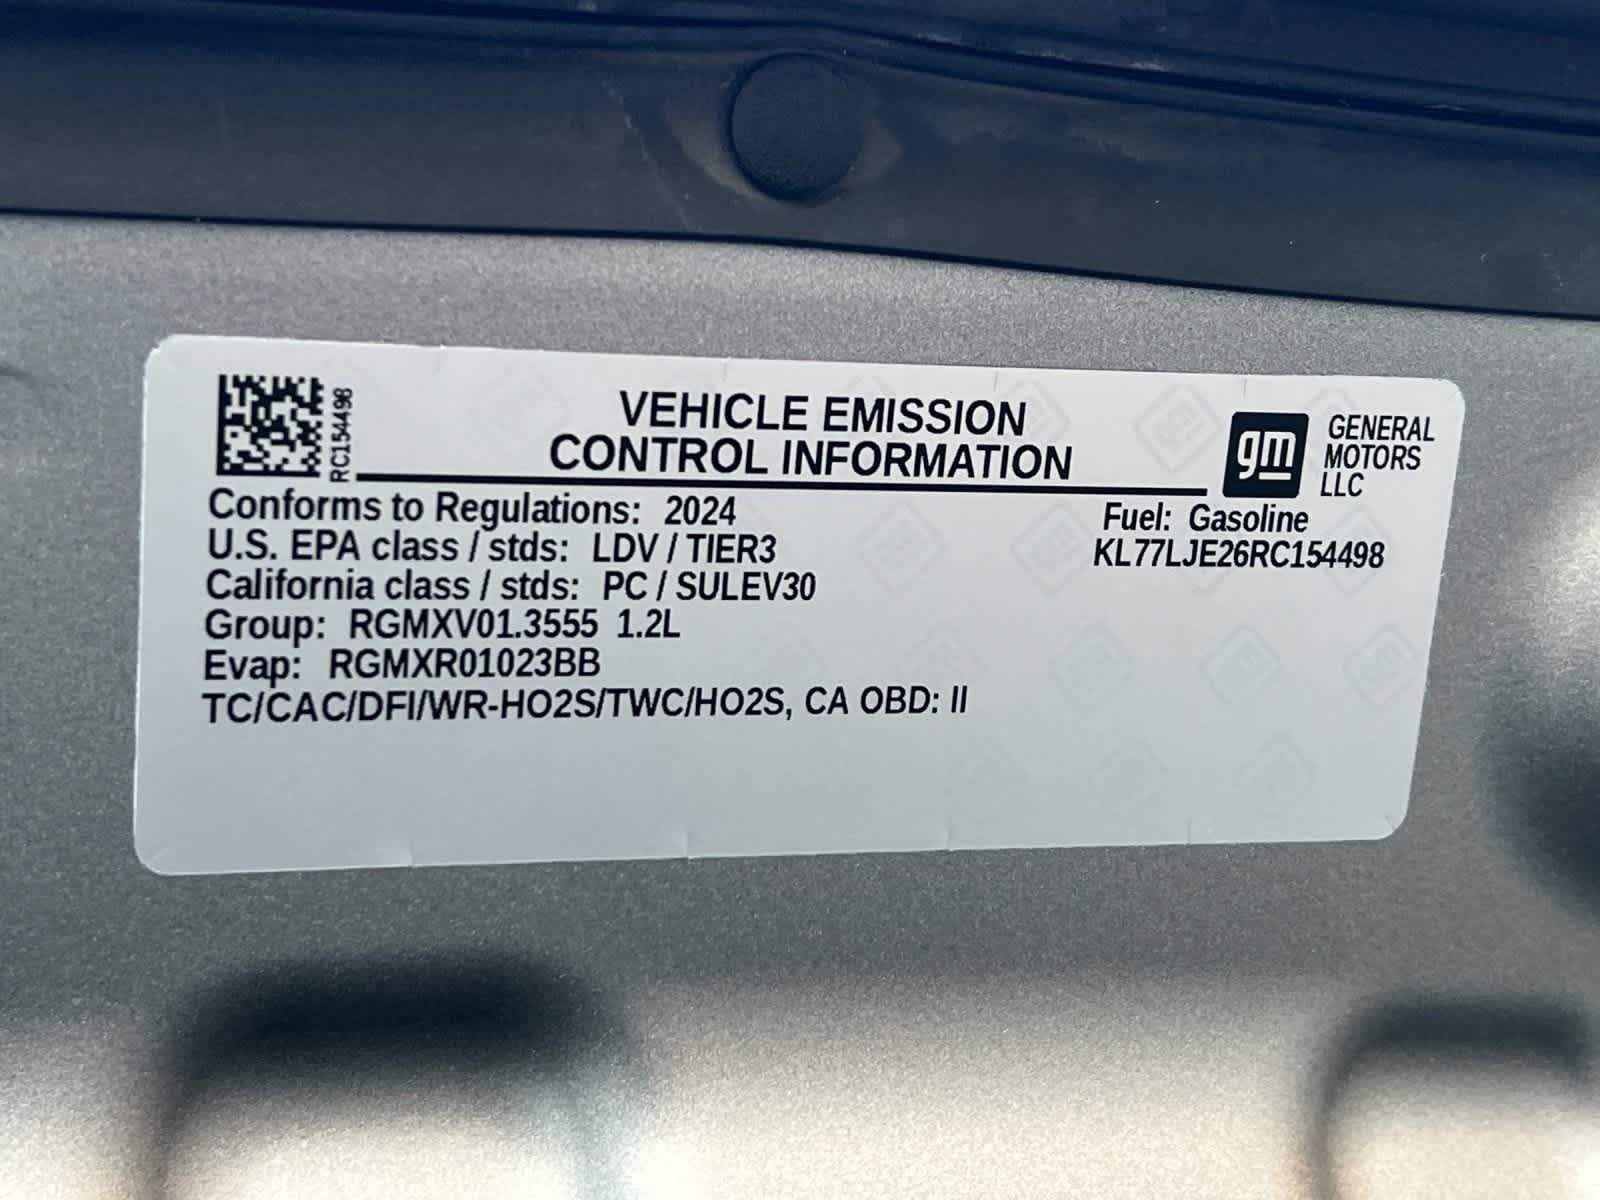 RC154498
VEHICLE EMISSION
CONTROL INFORMATION
gm
GENERAL
MOTORS
LLC
Conforms to Regulations: 2024
U.S. EPA class / stds: LDV / TIER3
California class / stds: PC / SULEV30
Group: RGMXV01.3555 1.2L
Evap: RGMXR01023BB
TC/CAC/DFI/WR-HO2S/TWC/HO2S, CA OBD: II
Fuel: Gasoline
KL77LJE26RC154498